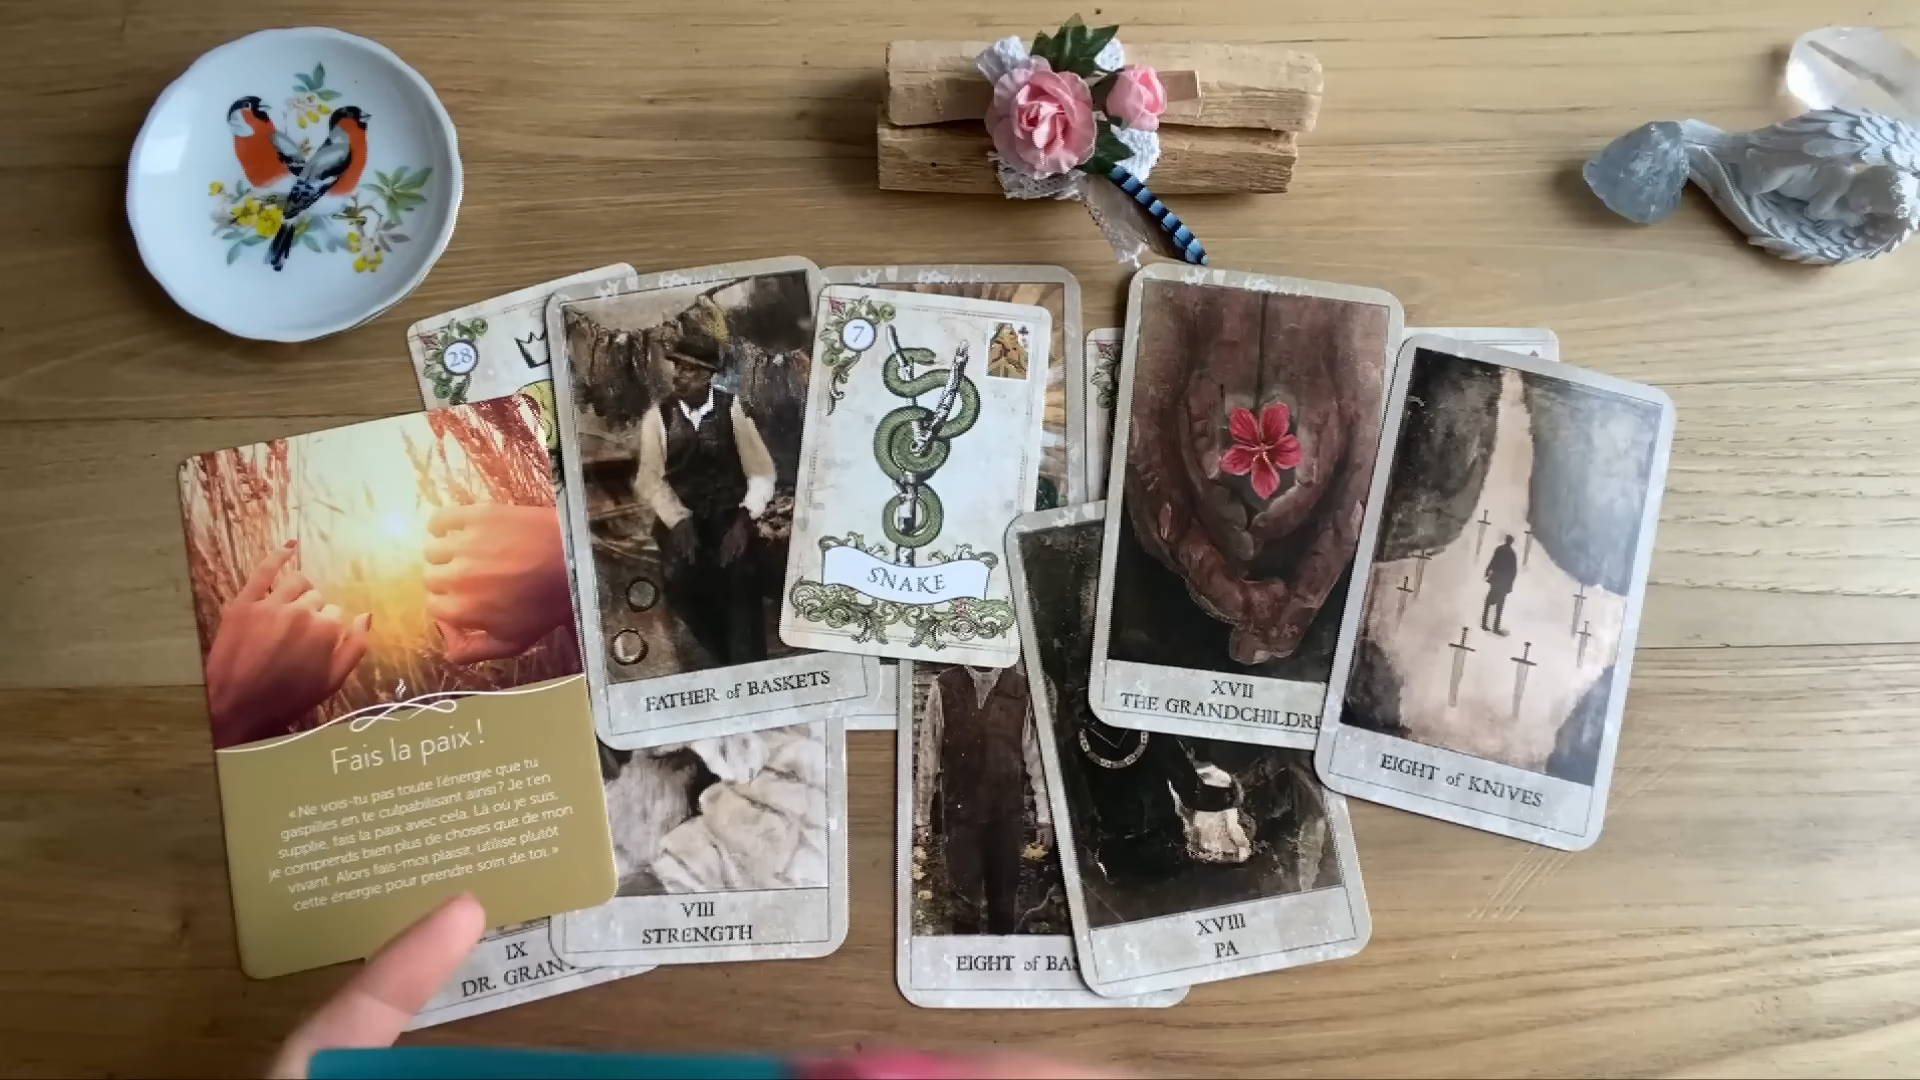 28
7
SNAKE
FATHER of BASKETS
XVII
THE GRANDCHILDRE
EIGHT of KNIVES
Fais la paix !
« Ne vois-tu pas toute l'énergie que tu
gaspilles en te culpabilisant ainsi? Je t'en
supplie, fais la paix avec cela. Là où je suis,
je comprends bien plus de choses que de mon
vivant. Alors fais-moi plaisir, utilise plutôt
cette énergie pour prendre soin de toi. »
VIII
STRENGTH
IX
DR. GRANT
EIGHT of BAS
XVIII
PA